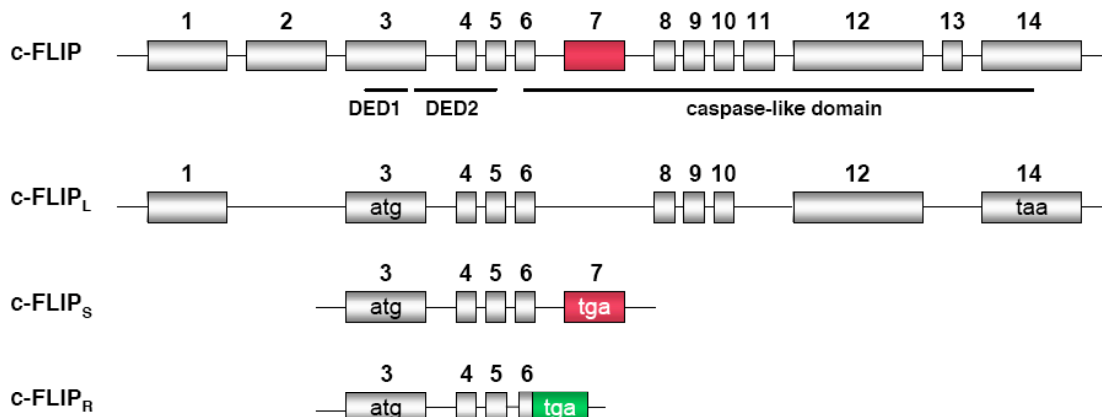 1 2 3 4 5 6 7 8 9 10 11 12 13 14
c-FLIP
DED1 DED2 caspase-like domain
1 3 4 5 6 8 9 10 12 14
c-FLIPL atg taa
3 4 5 6 7
c-FLIPS atg tga
3 4 5 6
c-FLIPR atg tga